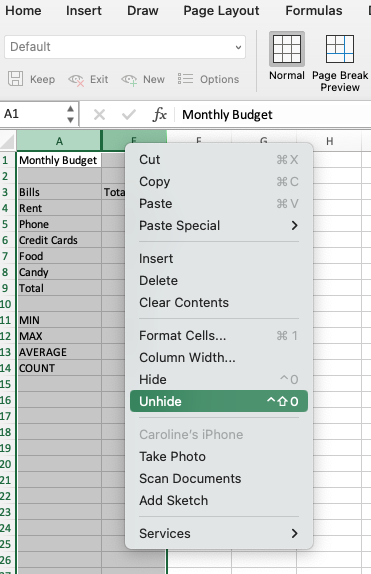 Home Insert Draw Page Layout Formulas
Default
Keep Exit New Options
Normal Page Break Preview
A1 fx Monthly Budget
A E F G H
1 Monthly Budget
2
3 Bills Tota
4 Rent
5 Phone
6 Credit Cards
7 Food
8 Candy
9 Total
10
11 MIN
12 MAX
13 AVERAGE
14 COUNT
15
16
17
18
19
20
21
22
23
24
25
26
Cut ⌘X
Copy ⌘C
Paste ⌘V
Paste Special
Insert
Delete
Clear Contents
Format Cells... ⌘1
Column Width...
Hide ^0
Unhide ^⇧0
Caroline's iPhone
Take Photo
Scan Documents
Add Sketch
Services